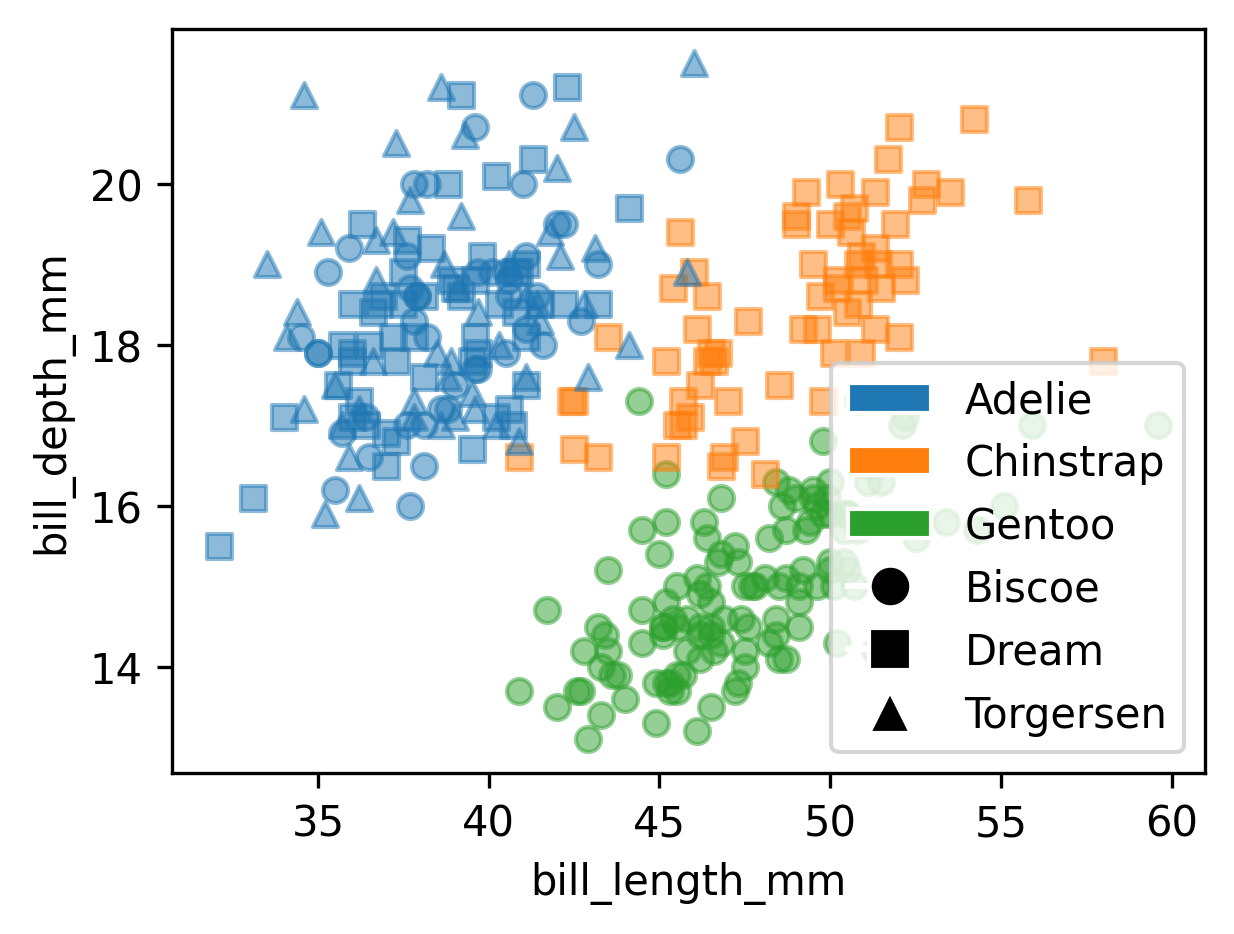 20
18
16
14
bill_depth_mm
Adelie
Chinstrap
Gentoo
Biscoe
Dream
Torgersen
35 40 45 50 55 60
bill_length_mm